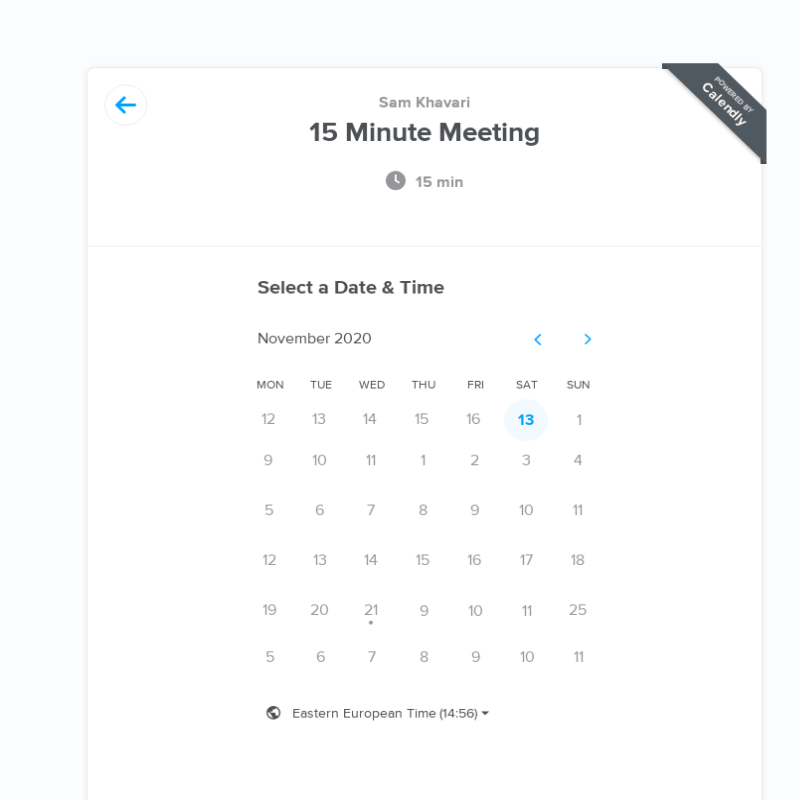 POWERED BY
Calendly
Sam Khavari
15 Minute Meeting
15 min
Select a Date & Time
November 2020
MON TUE WED THU FRI SAT SUN
12 13 14 15 16 13 1
9 10 11 1 2 3 4
5 6 7 8 9 10 11
12 13 14 15 16 17 18
19 20 21 9 10 11 25
5 6 7 8 9 10 11
Eastern European Time (14:56)